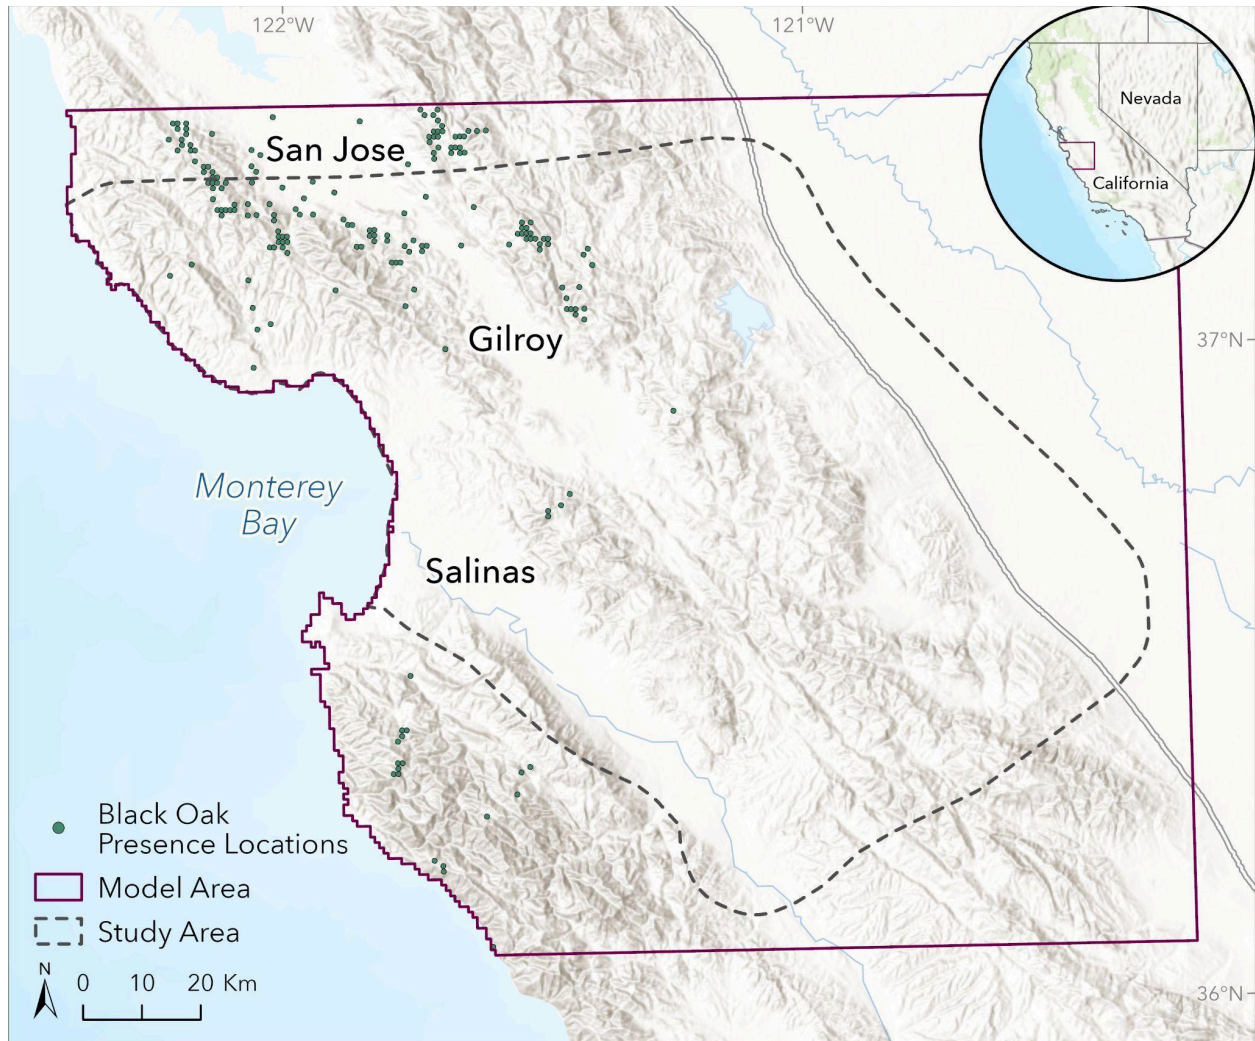 122°W
121°W
Nevada
California
San Jose
37°N
Gilroy
Monterey
Bay
Salinas
Black Oak
Presence Locations
Model Area
Study Area
N
0 10 20 Km
36°N